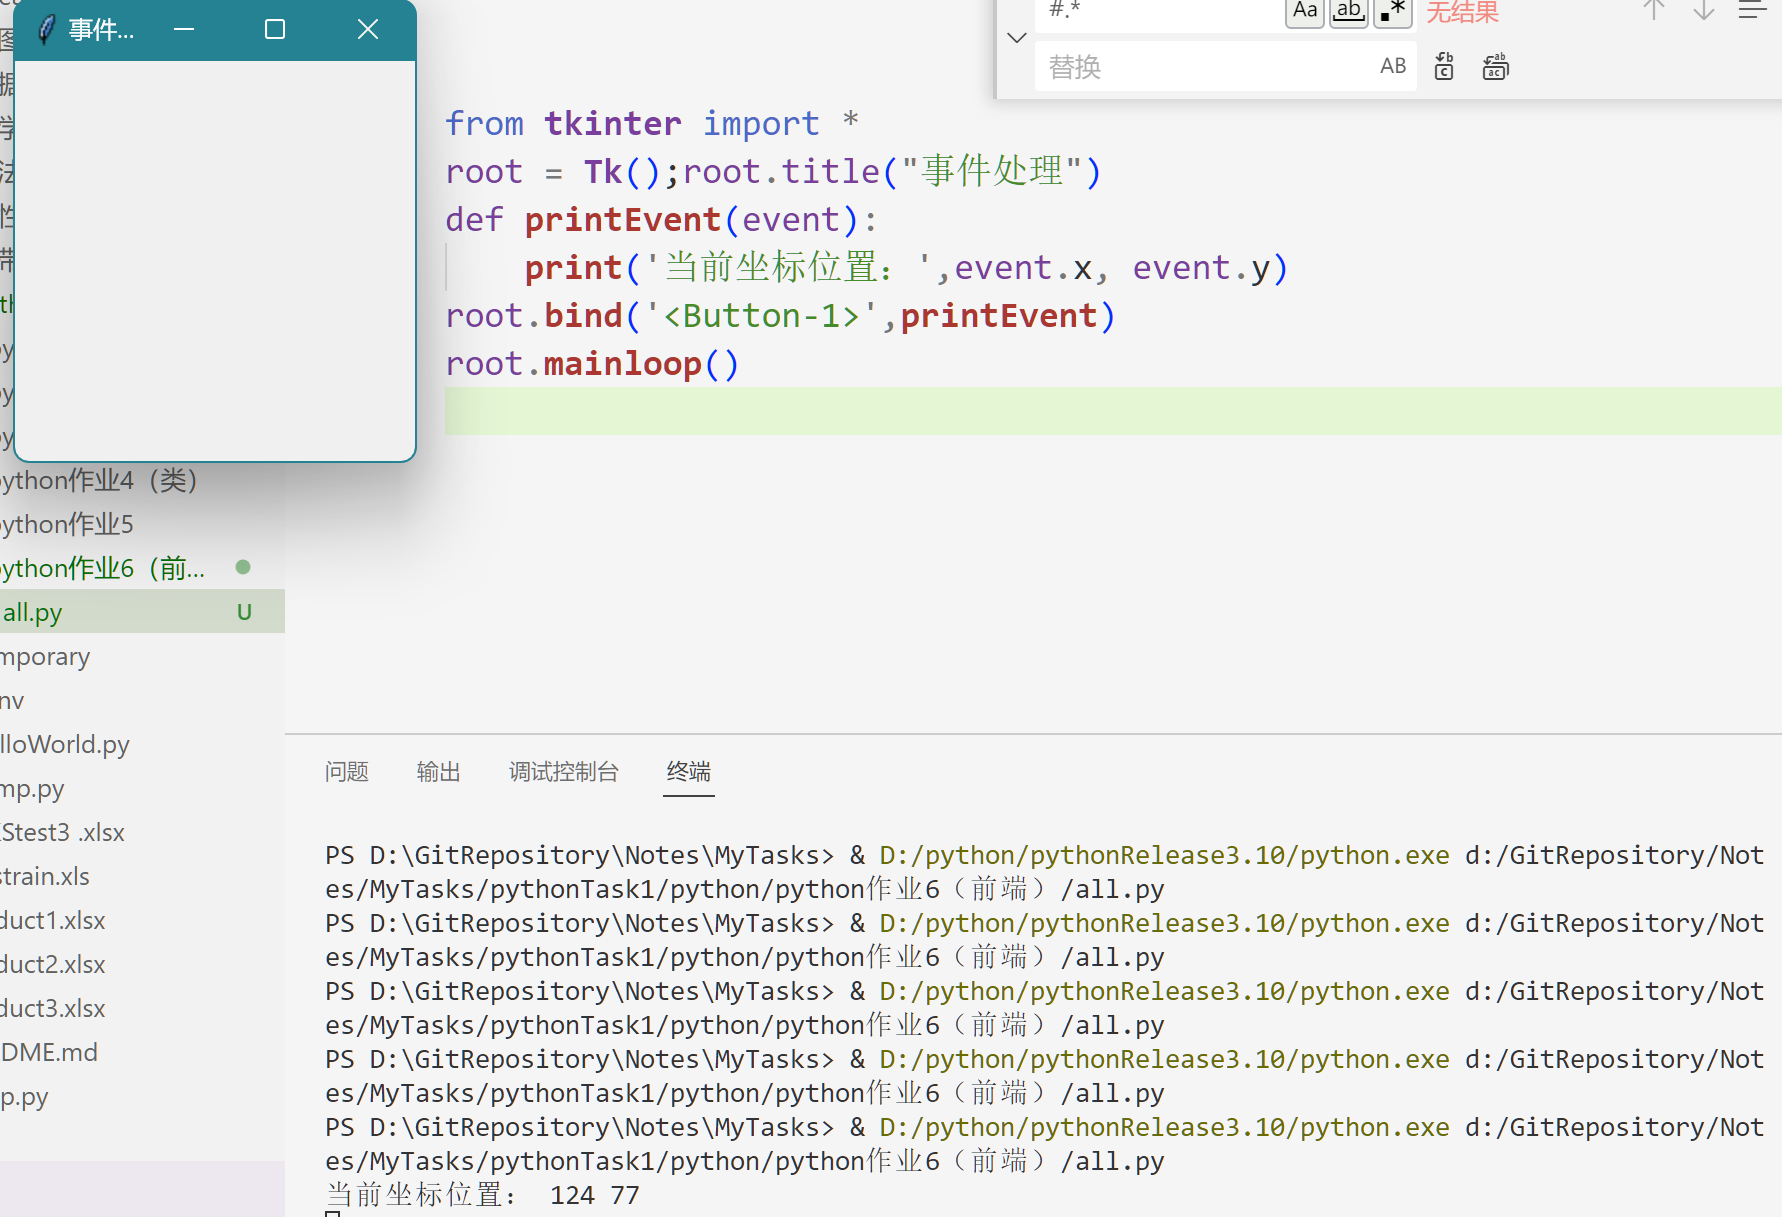 事件...
#.*
Aa
ab
.*
无结果
替换
AB
from tkinter import *
root = Tk();root.title("事件处理")
def printEvent(event):
print('当前坐标位置：',event.x, event.y)
root.bind('<Button-1>',printEvent)
root.mainloop()
ython作业4（类）
ython作业5
ython作业6（前...
all.py
U
mporary
nv
lloWorld.py
mp.py
Stest3 .xlsx
train.xls
duct1.xlsx
duct2.xlsx
duct3.xlsx
DME.md
p.py
问题
输出
调试控制台
终端
PS D:\GitRepository\Notes\MyTasks> & D:/python/pythonRelease3.10/python.exe d:/GitRepository/Not
es/MyTasks/pythonTask1/python/python作业6（前端）/all.py
PS D:\GitRepository\Notes\MyTasks> & D:/python/pythonRelease3.10/python.exe d:/GitRepository/Not
es/MyTasks/pythonTask1/python/python作业6（前端）/all.py
PS D:\GitRepository\Notes\MyTasks> & D:/python/pythonRelease3.10/python.exe d:/GitRepository/Not
es/MyTasks/pythonTask1/python/python作业6（前端）/all.py
PS D:\GitRepository\Notes\MyTasks> & D:/python/pythonRelease3.10/python.exe d:/GitRepository/Not
es/MyTasks/pythonTask1/python/python作业6（前端）/all.py
PS D:\GitRepository\Notes\MyTasks> & D:/python/pythonRelease3.10/python.exe d:/GitRepository/Not
es/MyTasks/pythonTask1/python/python作业6（前端）/all.py
当前坐标位置： 124 77